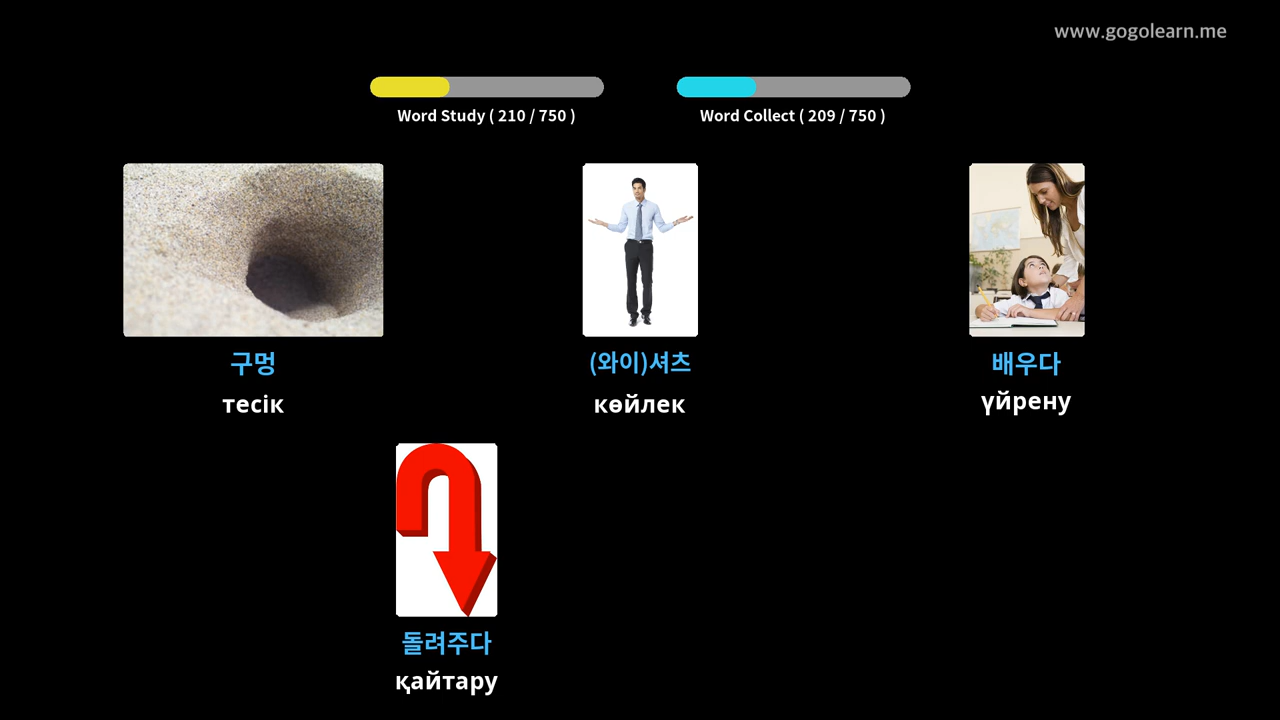 www.gogolearn.me
Word Study ( 210 / 750 )
Word Collect ( 209 / 750 )
구멍
тесік
(와이)셔츠
көйлек
배우다
үйрену
돌려주다
қайтару